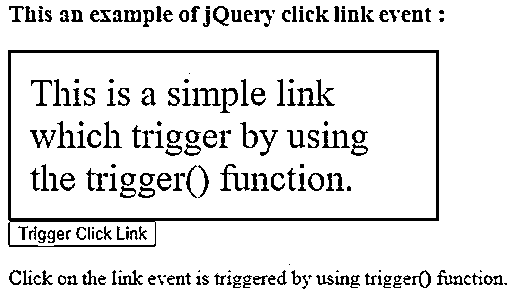 This an example of jQuery click link event :
This is a simple link
which trigger by using
the trigger() function.
Trigger Click Link
Click on the link event is triggered by using trigger() function.